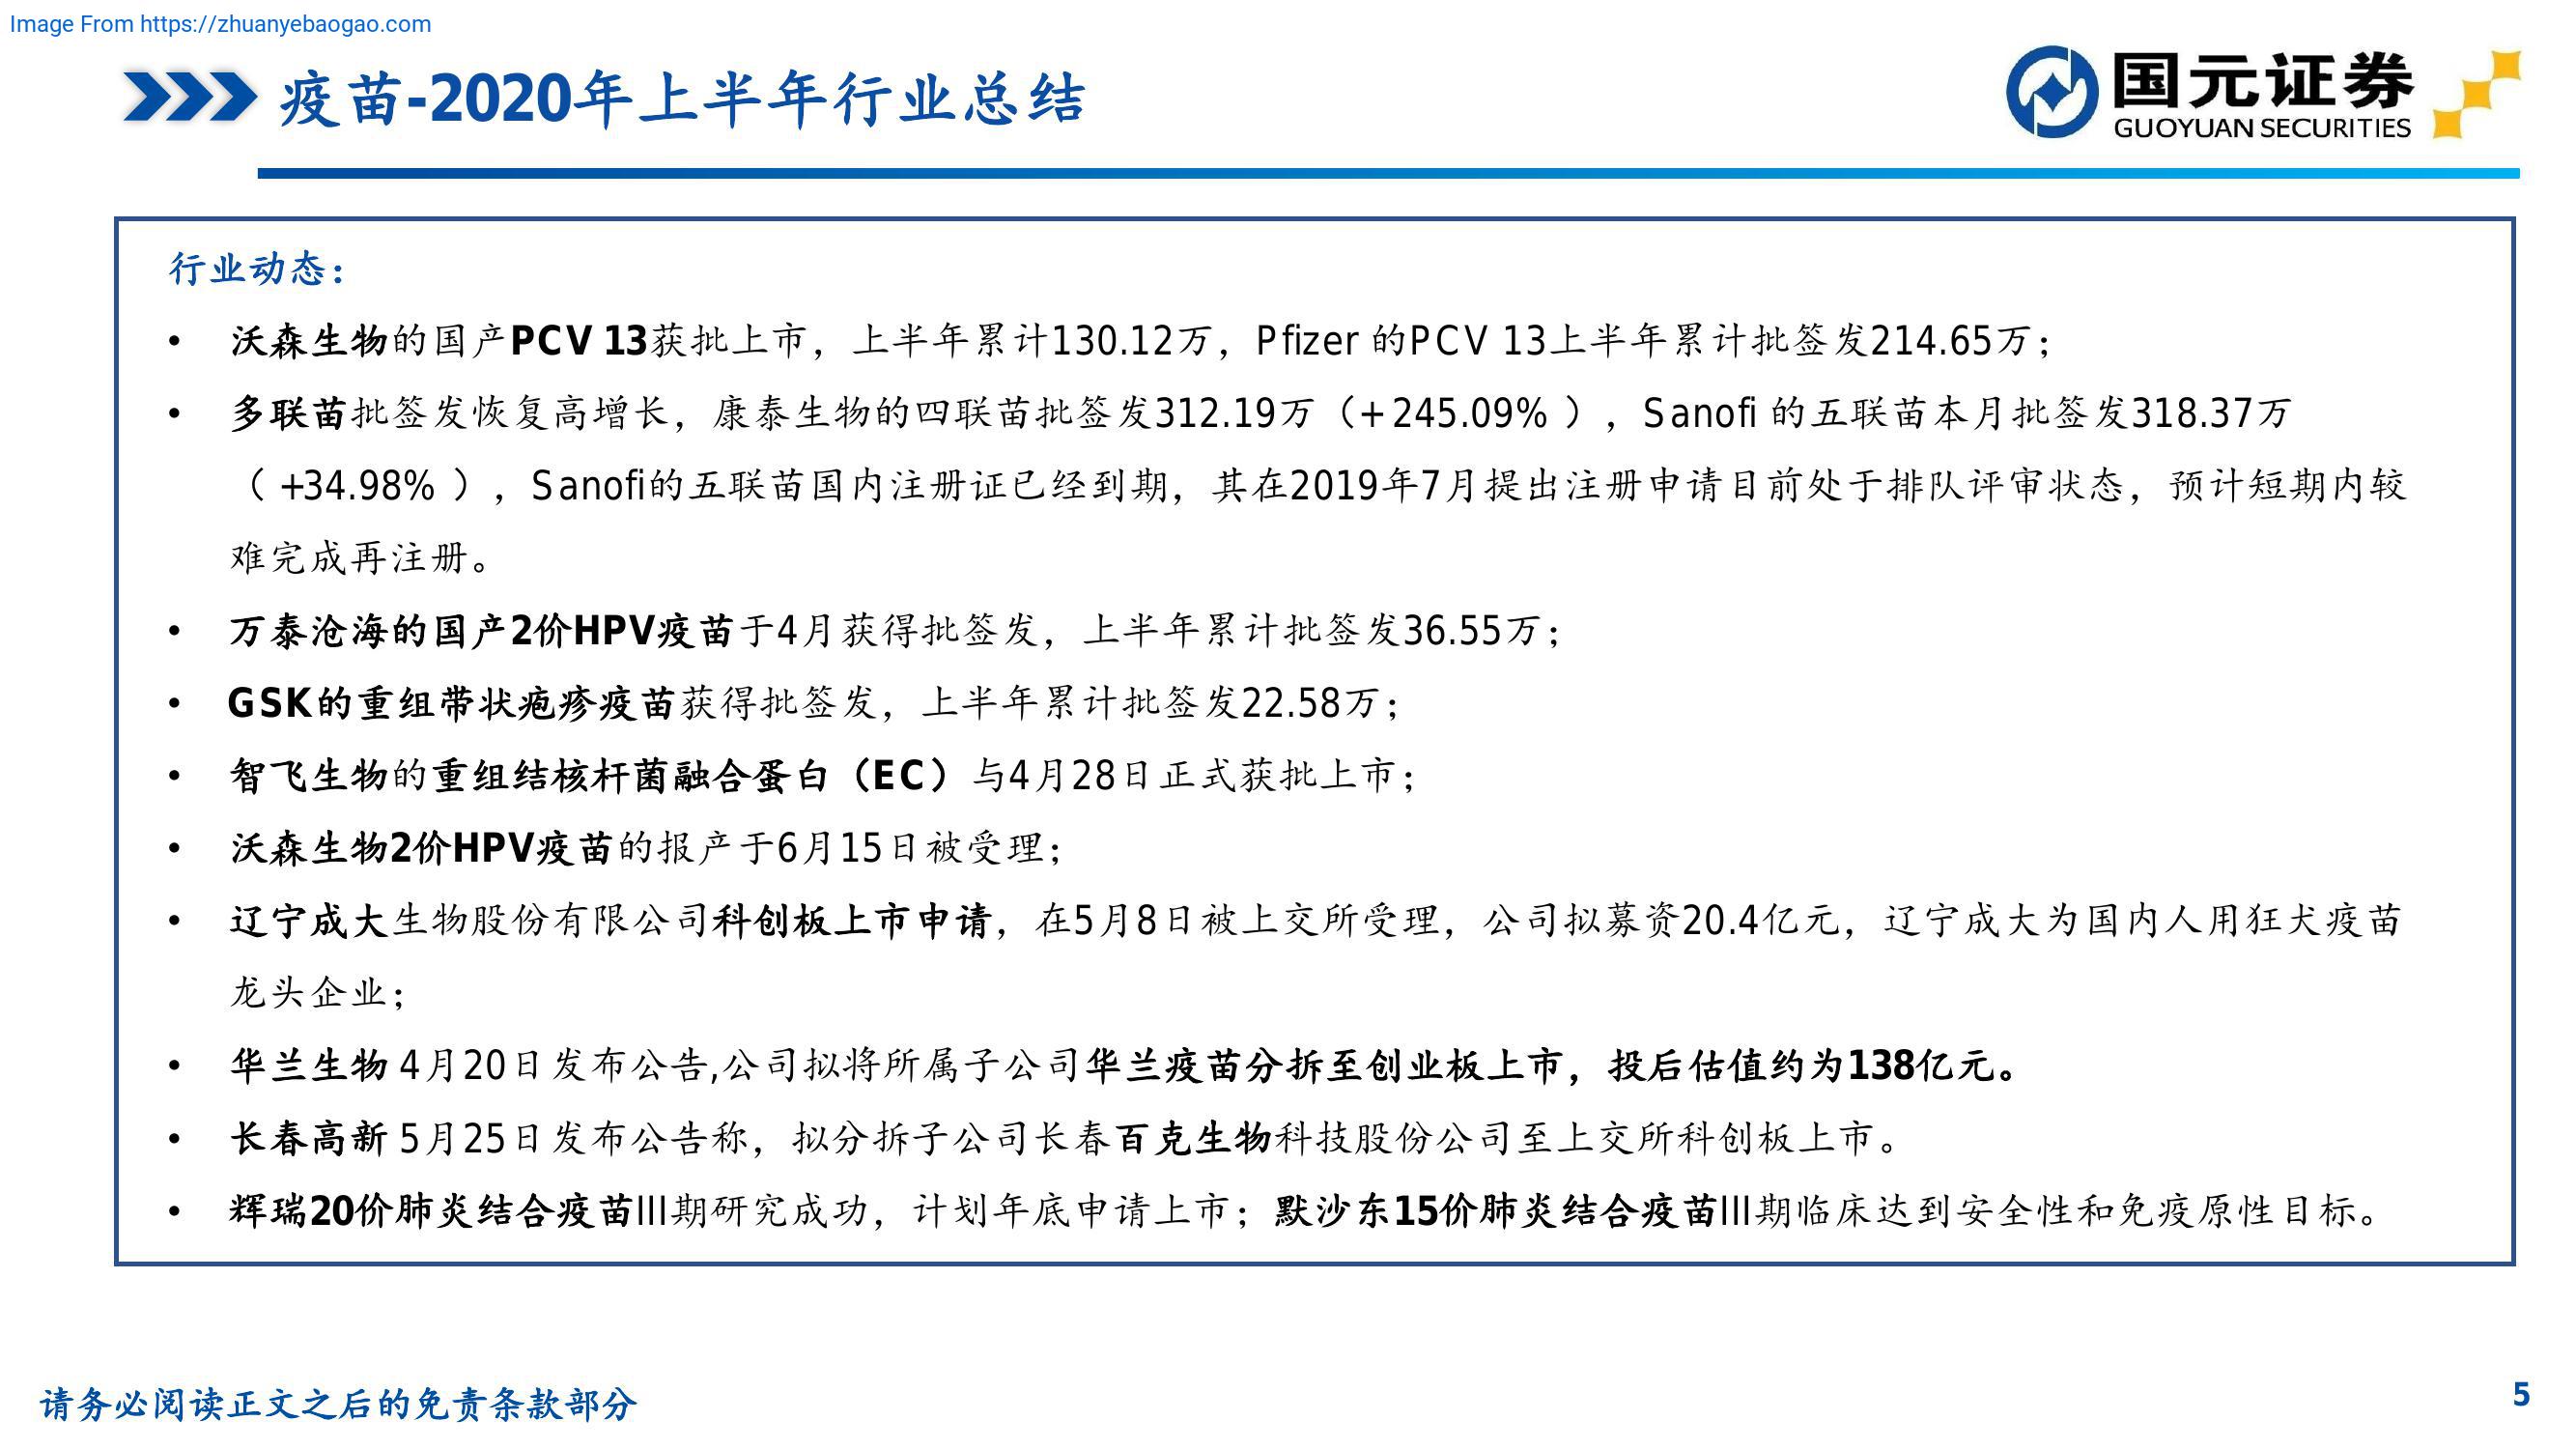 Image From https://zhuanyebaogao.com
疫苗-2020年上半年行业总结
国元证券
GUOYUAN SECURITIES
行业动态：
• 沃森生物的国产PCV 13获批上市，上半年累计130.12万，Pfizer 的PCV 13上半年累计批签发214.65万；
• 多联苗批签发恢复高增长，康泰生物的四联苗批签发312.19万（+245.09% ），Sanofi 的五联苗本月批签发318.37万
（ +34.98% ），Sanofi的五联苗国内注册证已经到期，其在2019年7月提出注册申请目前处于排队评审状态，预计短期内较
难完成再注册。
• 万泰沧海的国产2价HPV疫苗于4月获得批签发，上半年累计批签发36.55万；
• GSK的重组带状疱疹疫苗获得批签发，上半年累计批签发22.58万；
• 智飞生物的重组结核杆菌融合蛋白（EC）与4月28日正式获批上市；
• 沃森生物2价HPV疫苗的报产于6月15日被受理；
• 辽宁成大生物股份有限公司科创板上市申请，在5月8日被上交所受理，公司拟募资20.4亿元，辽宁成大为国内人用狂犬疫苗
龙头企业；
• 华兰生物 4月20日发布公告,公司拟将所属子公司华兰疫苗分拆至创业板上市，投后估值约为138亿元。
• 长春高新 5月25日发布公告称，拟分拆子公司长春百克生物科技股份公司至上交所科创板上市。
• 辉瑞20价肺炎结合疫苗III期研究成功，计划年底申请上市；默沙东15价肺炎结合疫苗III期临床达到安全性和免疫原性目标。
请务必阅读正文之后的免责条款部分
5